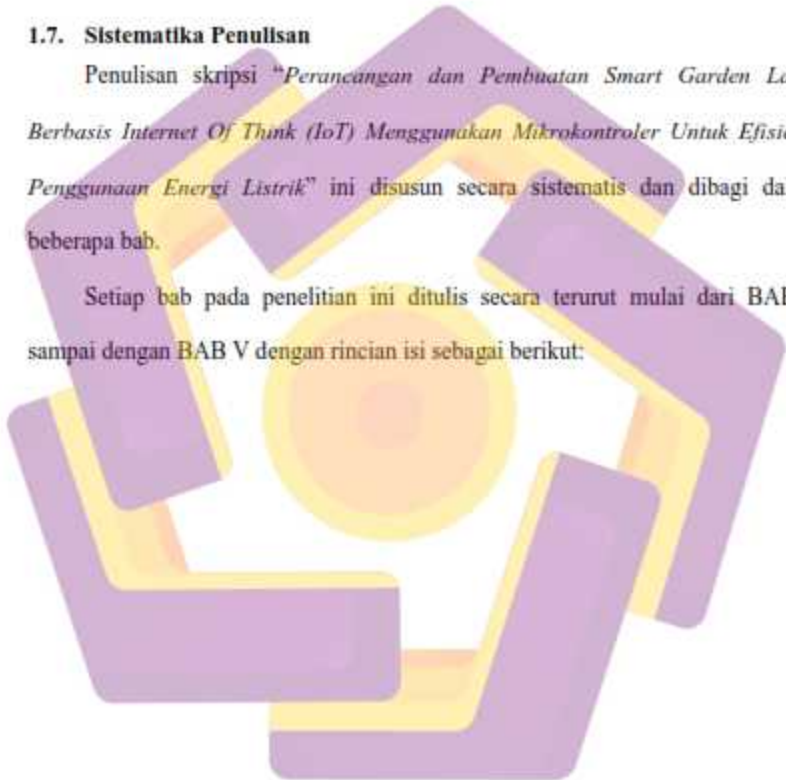 1.7. Sistematika Penulisan
Penulisan skripsi “Perancangan dan Pembuatan Smart Garden
Berbasis Internet Of Think (IoT) Menggunakan Mikrokontroler Untuk
Penggunaan Energi Listrik” ini disusun secara sistematis dan dibagi
beberapa bab.
Setiap bab pada penelitian ini ditulis secara terurut mulai dari BAB
sampai dengan BAB V dengan rincian isi sebagai berikut: